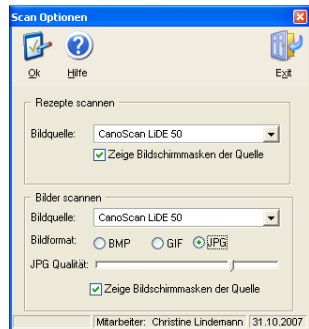 Scan Optionen
Ok Hilfe Exit
Rezepte scannen
Bildquelle: CanoScan LiDE 50
Zeige Bildschirmmasken der Quelle
Bilder scannen
Bildquelle: CanoScan LiDE 50
Bildformat: BMP GIF JPG
JPG Qualität:
Zeige Bildschirmmasken der Quelle
Mitarbeiter: Christine Lindemann 31.10.2007